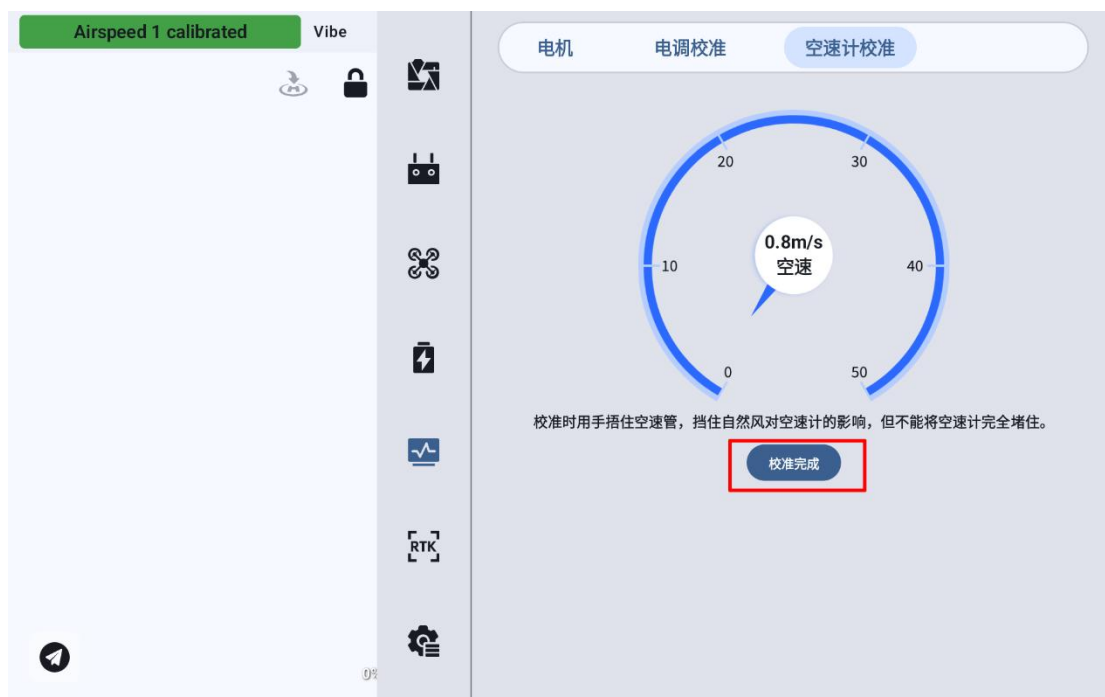 Airspeed 1 calibrated
Vibe
电机
电调校准
空速计校准
20
30
0.8m/s
空速
10
40
0
50
校准时用手捂住空速管，挡住自然风对空速计的影响，但不能将空速计完全堵住。
校准完成
RTK
H
0%